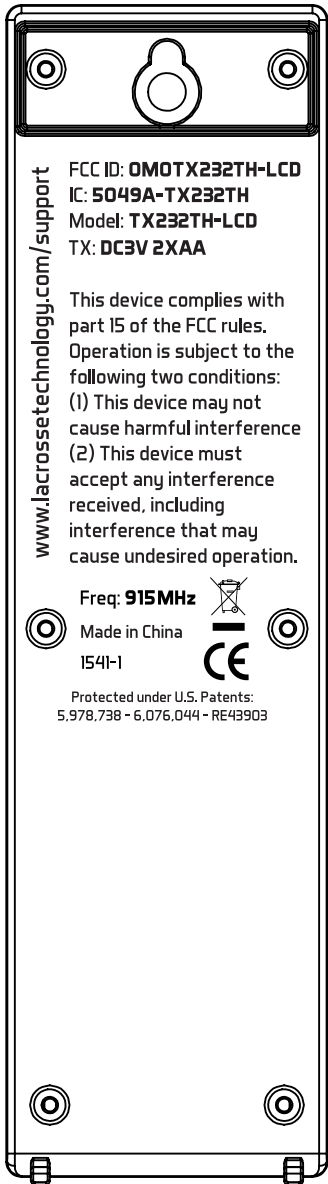 www.lacrossetechnology.com/support
FCC ID: OMOTX232TH-LCD
IC: 5049A-TX232TH
Model: TX232TH-LCD
TX: DC3V 2XAA
This device complies with
part 15 of the FCC rules.
Operation is subject to the
following two conditions:
(1) This device may not
cause harmful interference
(2) This device must
accept any interference
received, including
interference that may
cause undesired operation.
Freq: 915MHz
Made in China
1541-1
CE
Protected under U.S. Patents:
5,978,738 - 6,076,044 - RE43903